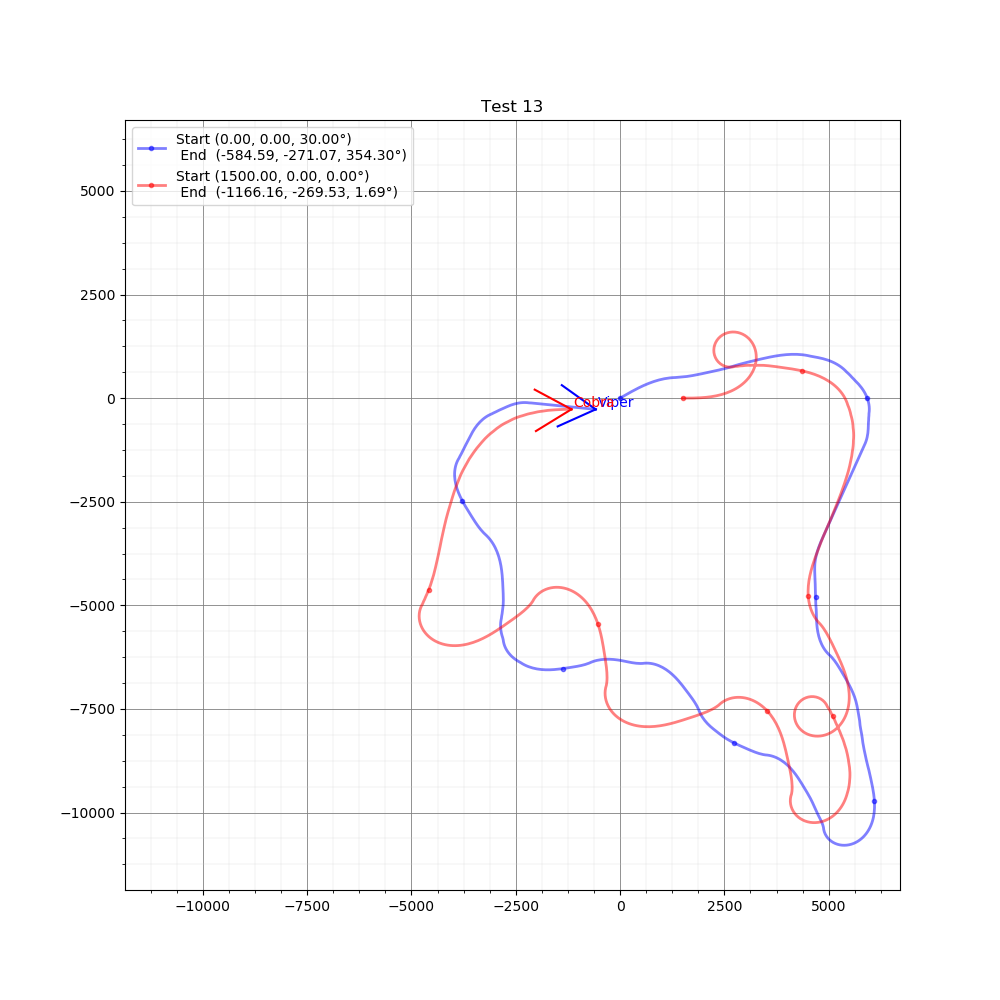 Test 13
Start (0.00, 0.00, 30.00°)
End  (-584.59, -271.07, 354.30°)
Start (1500.00, 0.00, 0.00°)
End  (-1166.16, -269.53, 1.69°)
5000
2500
0
−2500
−5000
−7500
−10000
Cobra
Viper
−10000
−7500
−5000
−2500
0
2500
5000